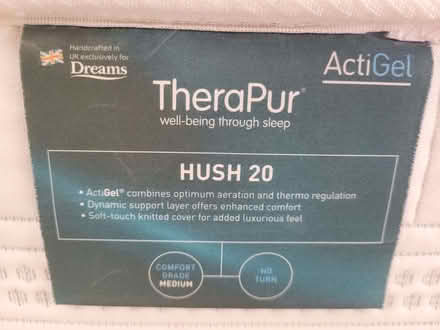 Handcrafted in
UK exclusively for
Dreams
ActiGel
TheraPur®
well-being through sleep
HUSH 20
• ActiGel® combines optimum aeration and thermo regulation
• Dynamic support layer offers enhanced comfort
• Soft-touch knitted cover for added luxurious feel
COMFORT
GRADE
MEDIUM
NO
TURN